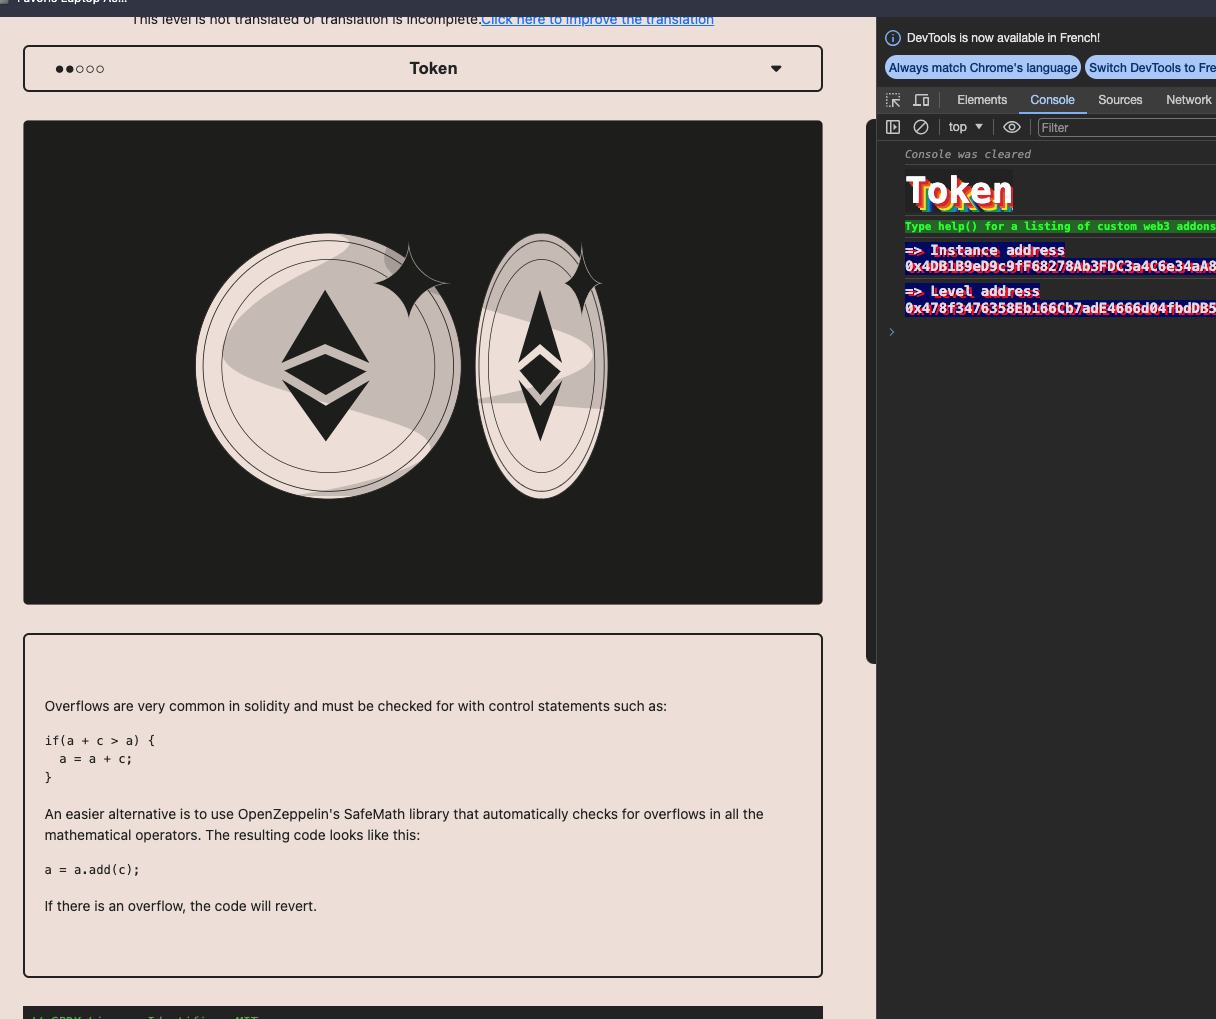 This level is not translated or translation is incomplete.Click here to improve the translation
Token
Overflows are very common in solidity and must be checked for with control statements such as:
if(a + c > a) {
  a = a + c;
}
An easier alternative is to use OpenZeppelin's SafeMath library that automatically checks for overflows in all the
mathematical operators. The resulting code looks like this:
a = a.add(c);
If there is an overflow, the code will revert.
DevTools is now available in French!
Always match Chrome's language
Switch DevTools to Fre
Elements Console Sources Network
top Filter
Console was cleared
Token
Type help() for a listing of custom web3 addons
=> Instance address
0x4DB1B9eD9c9fF68278Ab3FDC3a4C6e34aA8
=> Level address
0x478f3476358Eb166Cb7adE4666d04fbdDB5